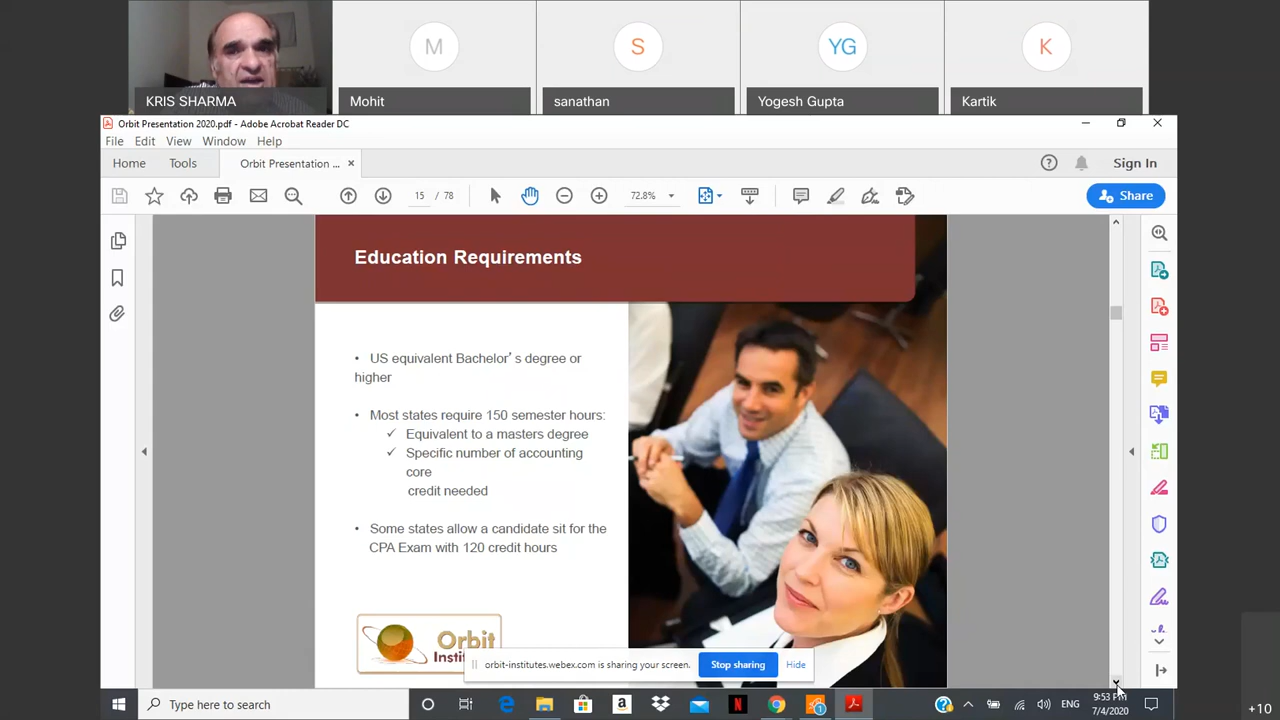 M
S
YG
K
KRIS SHARMA
Mohit
sanathan
Yogesh Gupta
Kartik
Orbit Presentation 2020.pdf - Adobe Acrobat Reader DC
File Edit View Window Help
Home Tools Orbit Presentation ... × Sign In
15 / 78 72.8% Share
Education Requirements
• US equivalent Bachelor's degree or
higher
• Most states require 150 semester hours:
✓ Equivalent to a masters degree
✓ Specific number of accounting
core
credit needed
• Some states allow a candidate sit for the
CPA Exam with 120 credit hours
Orbit
Instit
orbit-institutes.webex.com is sharing your screen. Stop sharing Hide
Type here to search
ENG
9:53 PM
7/4/2020
+10